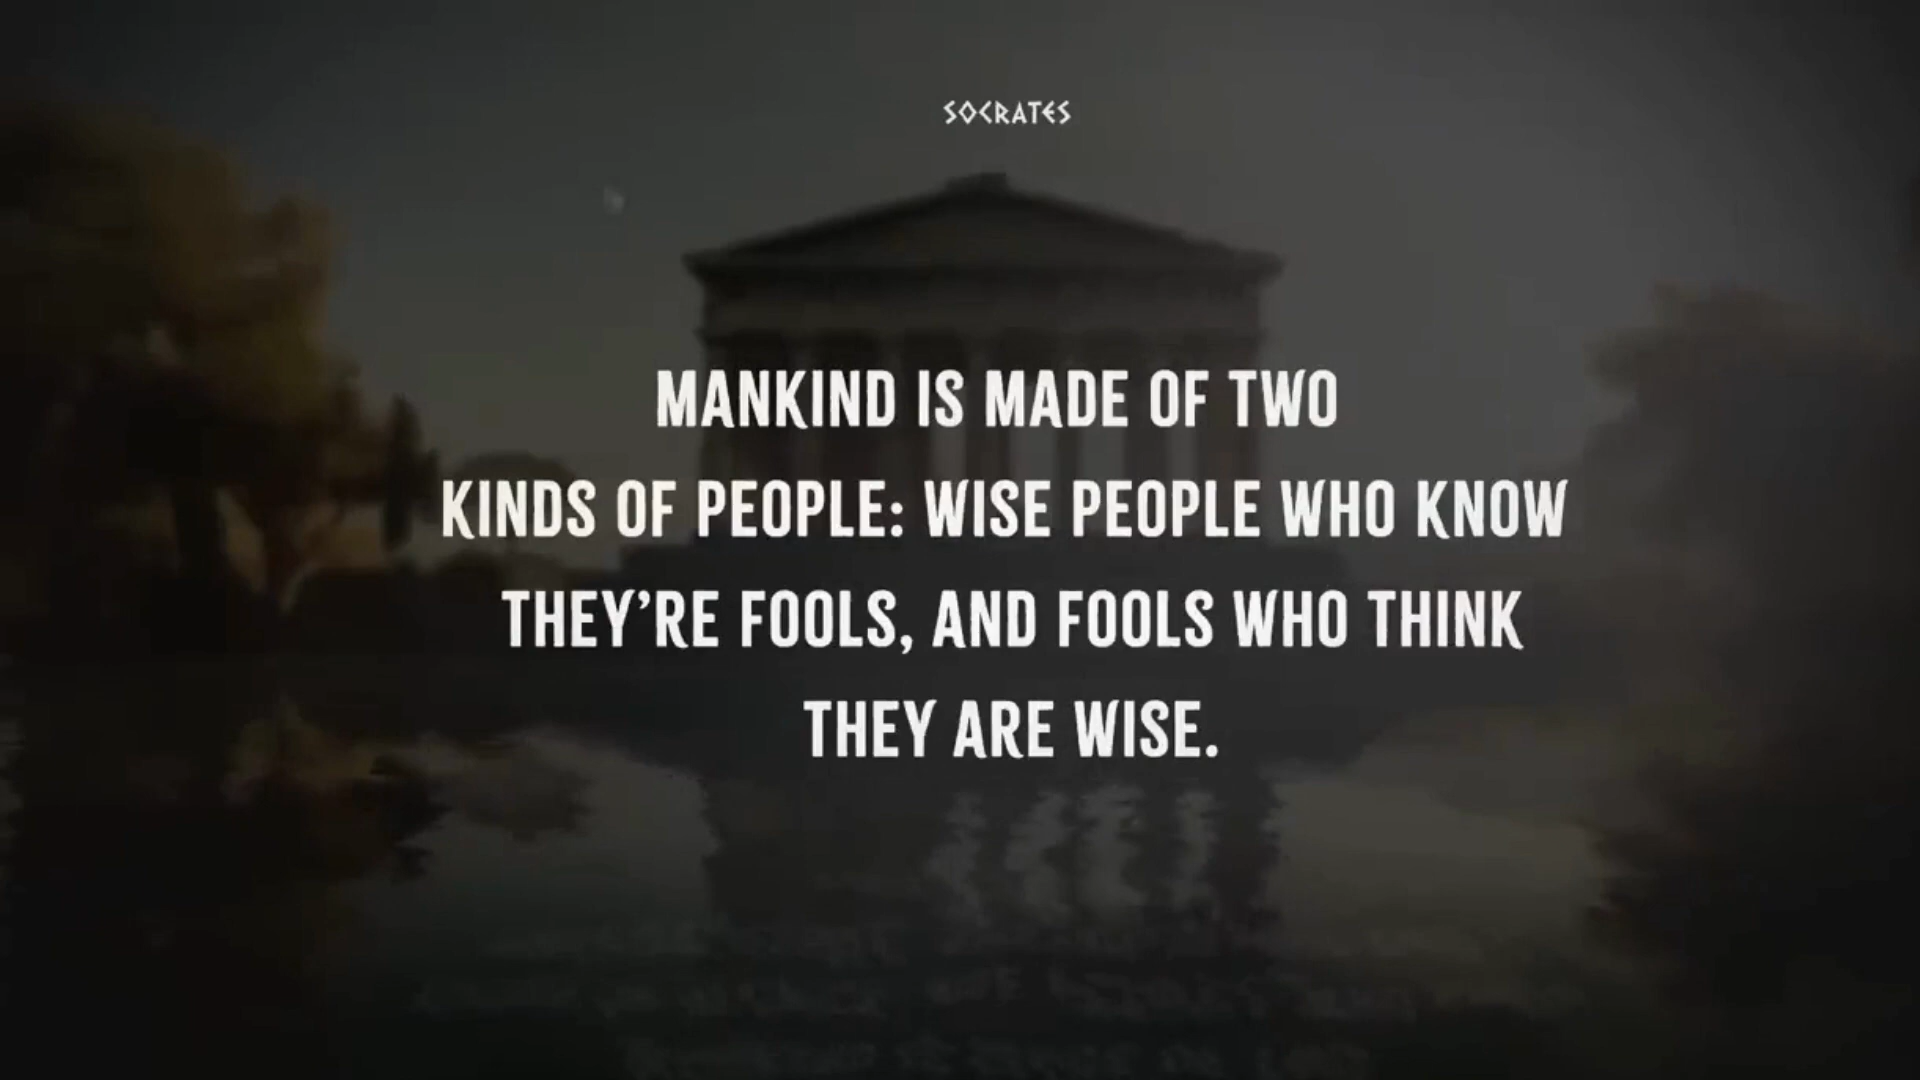 SOCRATES
MANKIND IS MADE OF TWO
KINDS OF PEOPLE: WISE PEOPLE WHO KNOW
THEY'RE FOOLS, AND FOOLS WHO THINK
THEY ARE WISE.